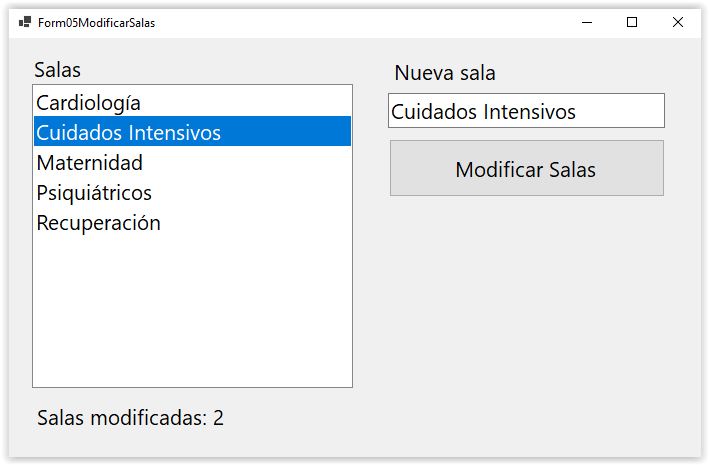 Form05ModificarSalas
Salas
Cardiología
Cuidados Intensivos
Maternidad
Psiquiátricos
Recuperación
Salas modificadas: 2
Nueva sala
Cuidados Intensivos
Modificar Salas